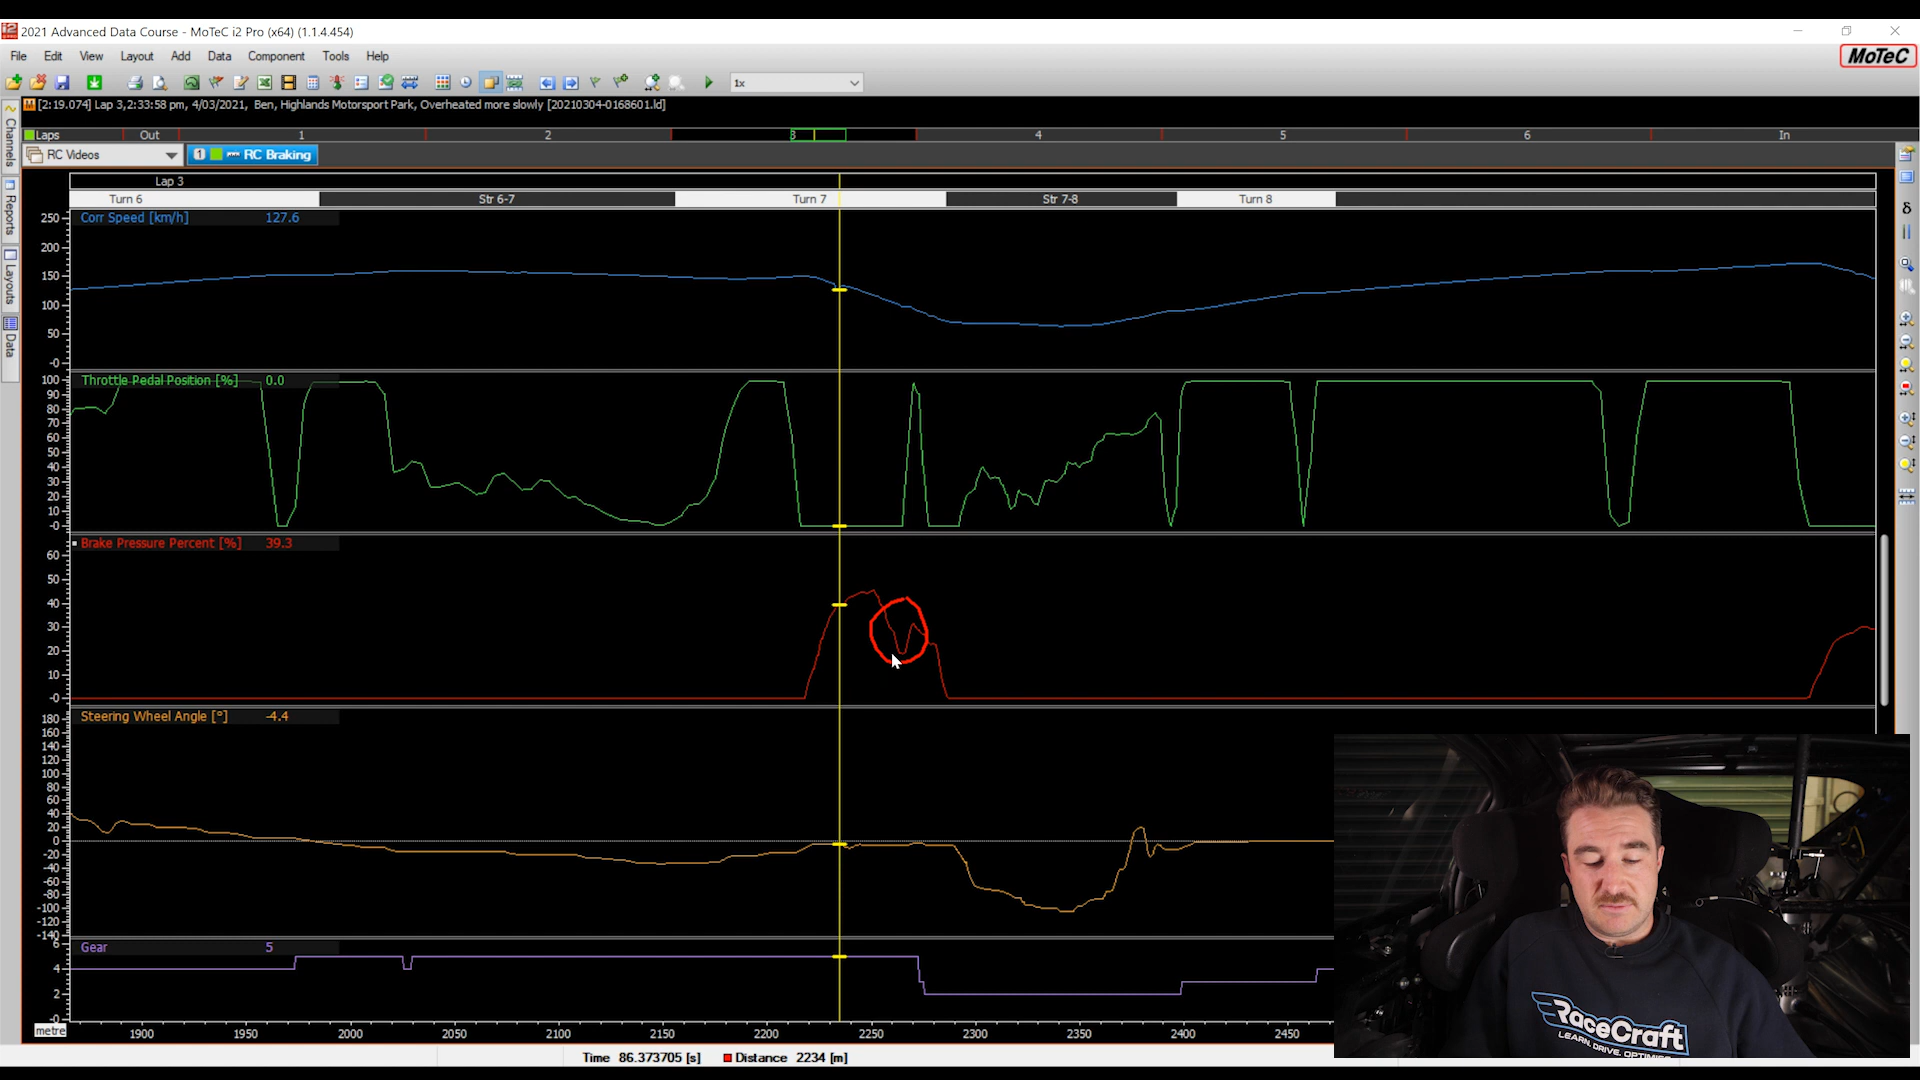 2021 Advanced Data Course - MoTeC i2 Pro (x64) (1.1.4.454)
File Edit View Layout Add Data Component Tools Help
MoTeC
1x
[2:19.074] Lap 3,2:33:58 pm, 4/03/2021, Ben, Highlands Motorsport Park, Overheated more slowly [20210304-0168601.ld]
Laps Out 1 2 3 4 5 6 In
RC Videos 1 RC Braking
Channels
Reports
Layouts
Data
Lap 3
Turn 6 Str 6-7 Turn 7 Str 7-8 Turn 8
Corr Speed [km/h] 127.6
250
200
150
100
50
-0
Throttle Pedal Position [%] 0.0
100
90
80
70
60
50
40
30
20
10
-0
Brake Pressure Percent [%] 39.3
60
50
40
30
20
10
-0
Steering Wheel Angle [°] -4.4
180
160
140
120
100
80
60
40
20
0
-20
-40
-60
-80
-100
-120
-140
Gear 5
6
4
2
-0
metre 1900 1950 2000 2050 2100 2150 2200 2250 2300 2350 2400 2450
Time 86.373705 [s] Distance 2234 [m]
RaceCraft
LEARN. DRIVE. OPTIMISE